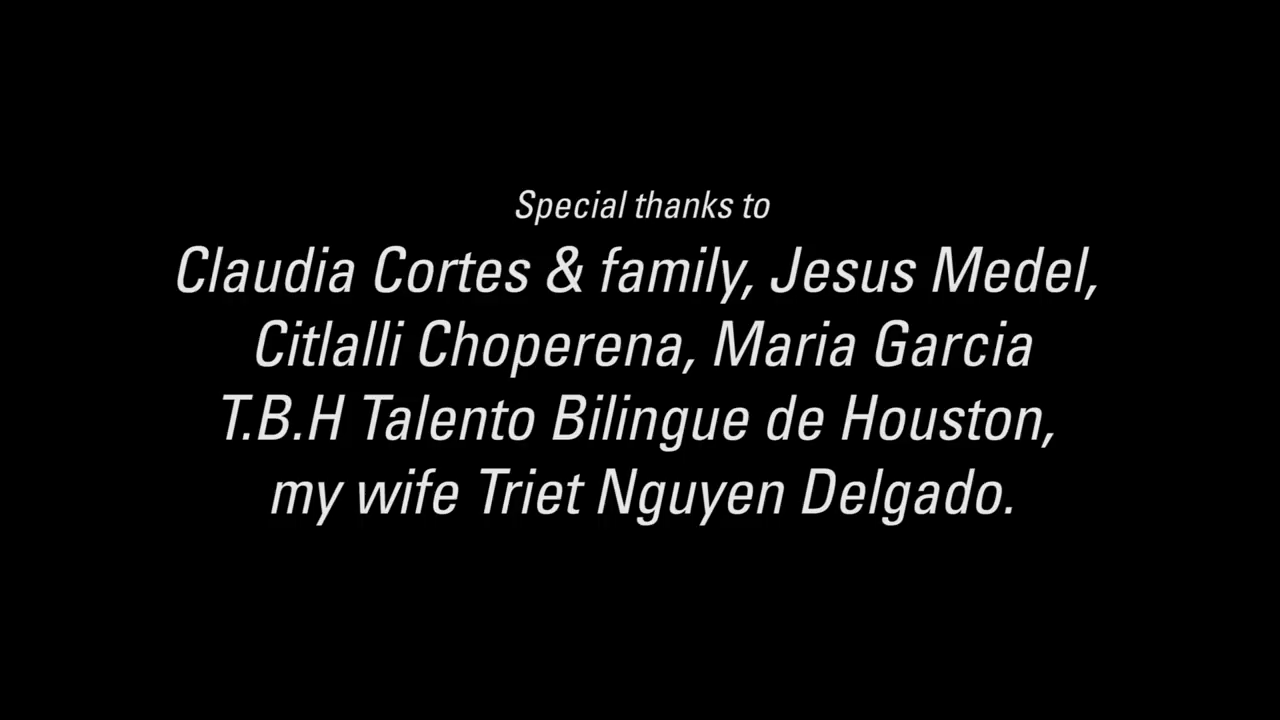 Special thanks to
Claudia Cortes & family, Jesus Medel,
Citlalli Choperena, Maria Garcia
T.B.H Talento Bilingue de Houston,
my wife Triet Nguyen Delgado.